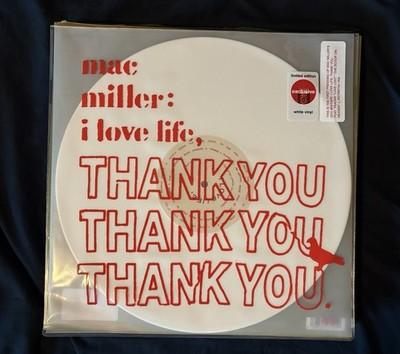 mac
miller:
i love life,
THANK YOU
THANK YOU
THANK YOU.
limited edition
exclusive
white vinyl